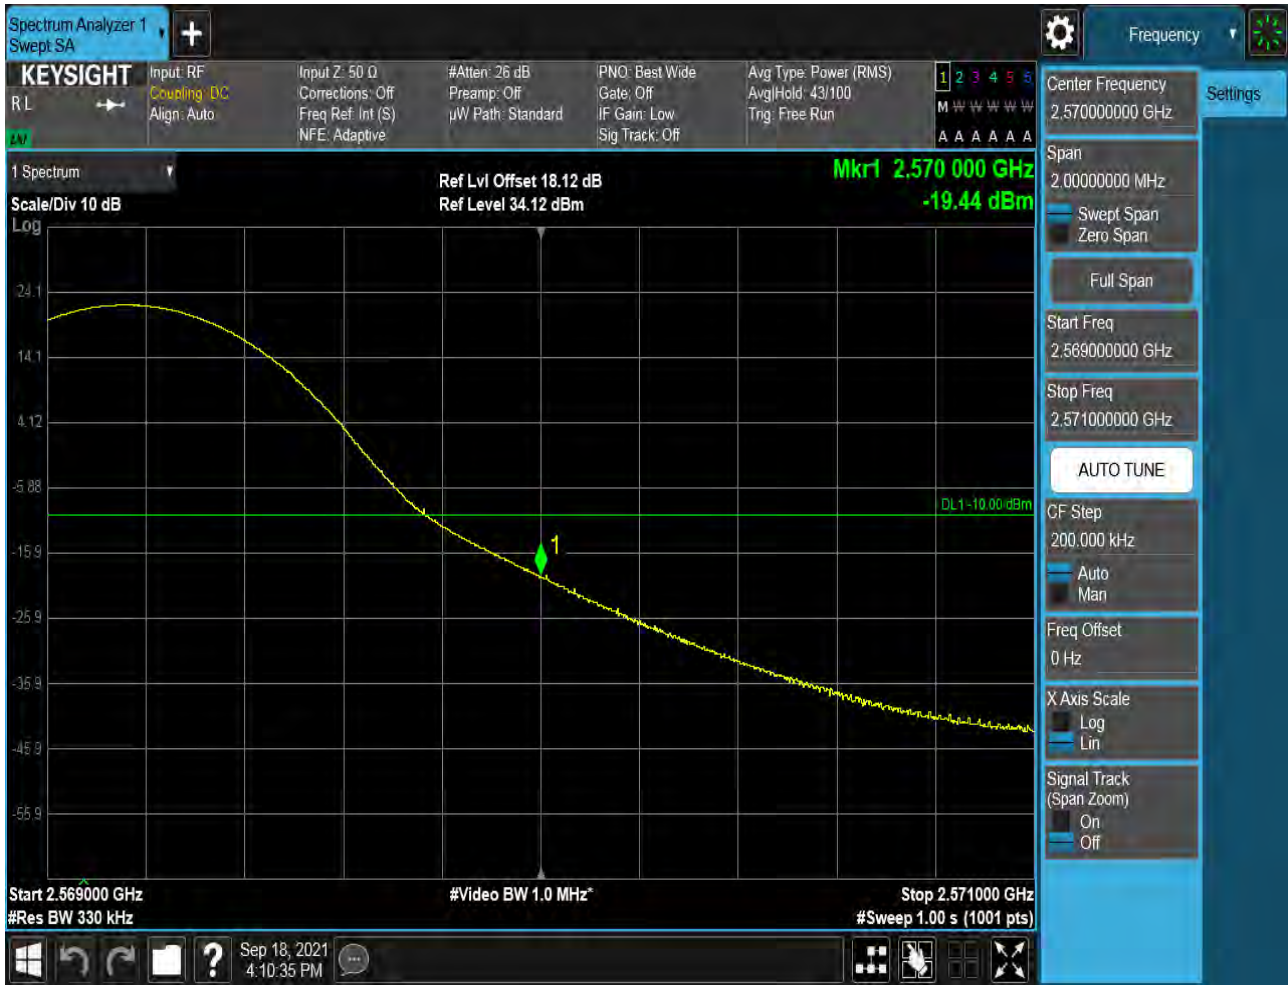 Spectrum Analyzer 1
Swept SA
Frequency
KEYSIGHT
R L
Input: RF
Coupling: DC
Align: Auto
Input Z: 50 Ω
Corrections: Off
Freq Ref: Int (S)
NFE: Adaptive
#Atten: 26 dB
Preamp: Off
µW Path: Standard
PNO: Best Wide
Gate: Off
IF Gain: Low
Sig Track: Off
Avg Type: Power (RMS)
Avg|Hold: 43/100
Trig: Free Run
1 2 3 4 5 6
M W W W W W
A A A A A A
1 Spectrum
Scale/Div 10 dB
Log
Ref Lvl Offset 18.12 dB
Ref Level 34.12 dBm
Mkr1 2.570 000 GHz
-19.44 dBm
24.1
14.1
4.12
-5.88
-15.9
-25.9
-35.9
-45.9
-55.9
DL1 -10.00 dBm
1
Start 2.569000 GHz
#Res BW 330 kHz
#Video BW 1.0 MHz*
Stop 2.571000 GHz
#Sweep 1.00 s (1001 pts)
Sep 18, 2021
4:10:35 PM
Center Frequency
2.570000000 GHz
Settings
Span
2.00000000 MHz
Swept Span
Zero Span
Full Span
Start Freq
2.569000000 GHz
Stop Freq
2.571000000 GHz
AUTO TUNE
CF Step
200.000 kHz
Auto
Man
Freq Offset
0 Hz
X Axis Scale
Log
Lin
Signal Track
(Span Zoom)
On
Off